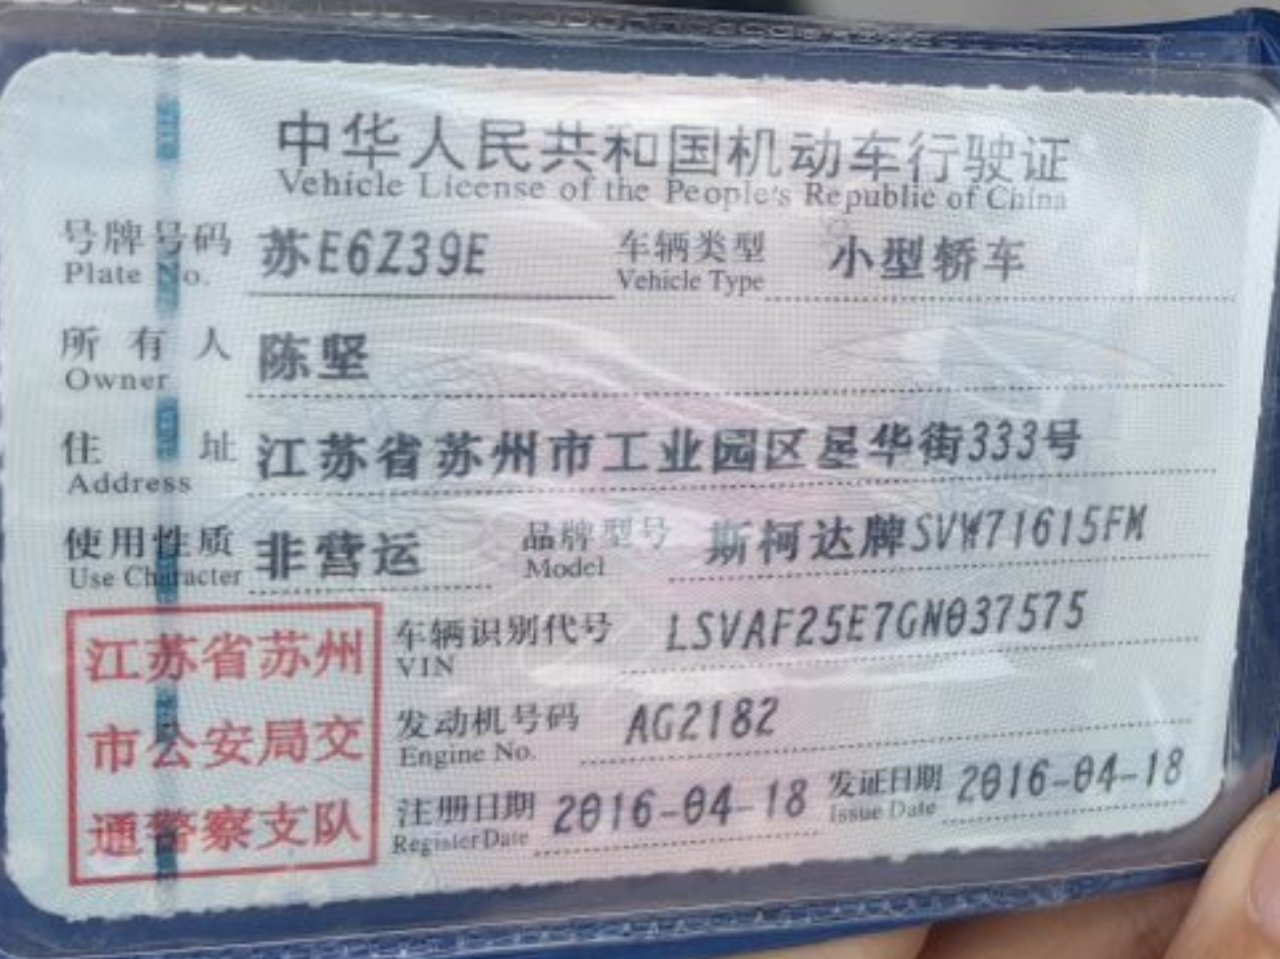 中华人民共和国机动车行驶证
Vehicle License of the People's Republic of China
号牌号码 苏E6Z39E 车辆类型 小型轿车
Plate No. Vehicle Type
所有人 陈坚
Owner
住址 江苏省苏州市工业园区星华街333号
Address
使用性质 非营运 品牌型号 斯柯达牌SVW71615FM
Use Character Model
车辆识别代号 LSVAF25E7GN037575
VIN
发动机号码 AG2182
Engine No.
注册日期 2016-04-18 发证日期 2016-04-18
Register Date Issue Date
江苏省苏州
市公安局交
通警察支队